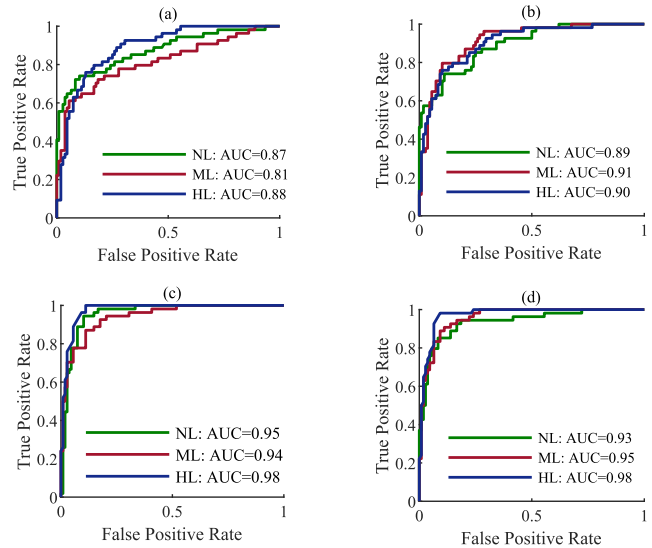 (a)
True Positive Rate
1
0.8
0.6
0.4
0.2
0
NL: AUC=0.87
ML: AUC=0.81
HL: AUC=0.88
0
0.5
1
False Positive Rate
(b)
True Positive Rate
1
0.8
0.6
0.4
0.2
0
NL: AUC=0.89
ML: AUC=0.91
HL: AUC=0.90
0
0.5
1
False Positive Rate
(c)
True Positive Rate
1
0.8
0.6
0.4
0.2
0
NL: AUC=0.95
ML: AUC=0.94
HL: AUC=0.98
0
0.5
1
False Positive Rate
(d)
True Positive Rate
1
0.8
0.6
0.4
0.2
0
NL: AUC=0.93
ML: AUC=0.95
HL: AUC=0.98
0
0.5
1
False Positive Rate